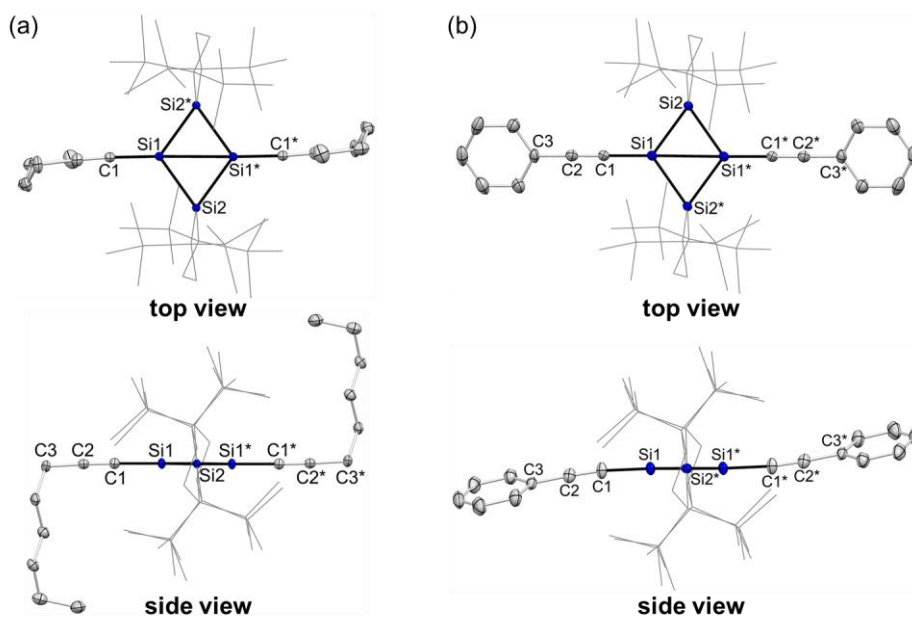 (a)
Si2*
Si1
C1*
C1
Si1*
Si2
top view
Si1 Si1* C1*
C3 C2
C1 Si2 C2* C3*
side view
(b)
Si2
C3
Si1
C1* C2*
C2 C1
Si1*
C3*
Si2*
top view
Si1 Si1* C3*
C3
C2 C1 Si2* C1* C2*
side view